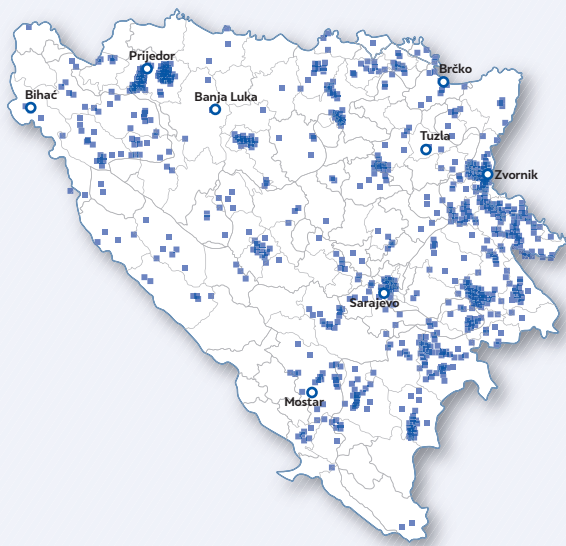 Prijedor
Brčko
Bihać
Banja Luka
Tuzla
Zvornik
Sarajevo
Mostar